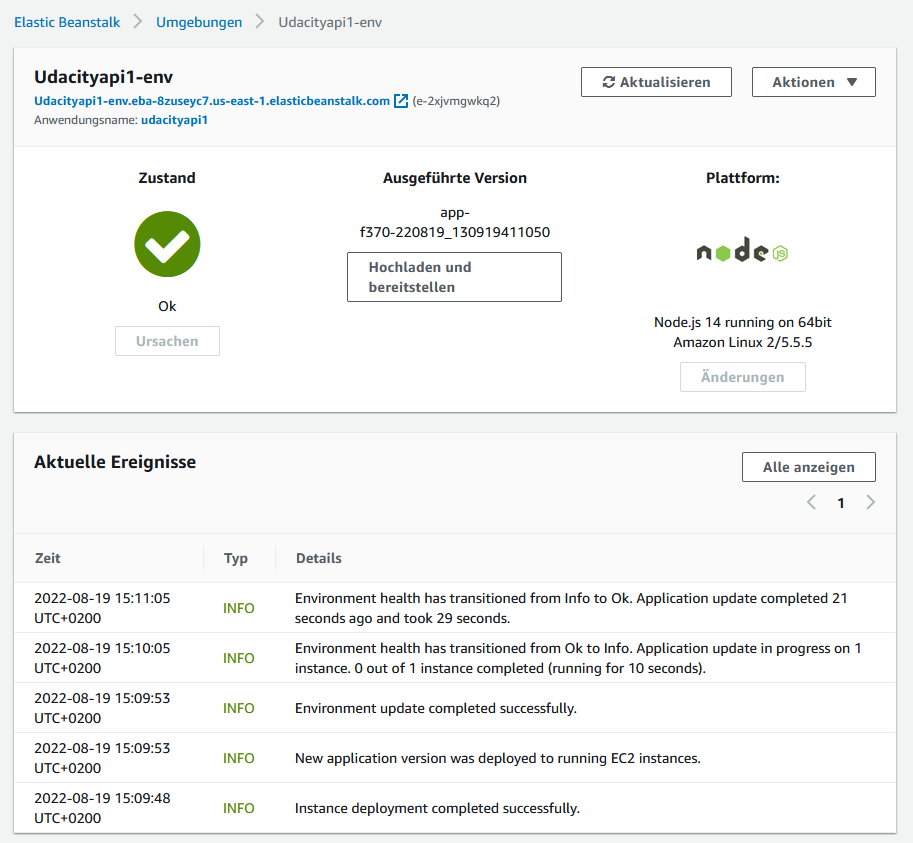 Elastic Beanstalk > Umgebungen > Udacityapi1-env
Udacityapi1-env
Aktualisieren
Aktionen
Udacityapi1-env.eba-8zuseyc7.us-east-1.elasticbeanstalk.com (e-2xjvmgwkq2)
Anwendungsname: udacityapi1
Zustand
Ok
Ursachen
Ausgeführte Version
app-
f370-220819_130919411050
Hochladen und
bereitstellen
Plattform:
node JS
Node.js 14 running on 64bit
Amazon Linux 2/5.5.5
Änderungen
Aktuelle Ereignisse
Alle anzeigen
1
Zeit Typ Details
2022-08-19 15:11:05
UTC+0200
INFO
Environment health has transitioned from Info to Ok. Application update completed 21
seconds ago and took 29 seconds.
2022-08-19 15:10:05
UTC+0200
INFO
Environment health has transitioned from Ok to Info. Application update in progress on 1
instance. 0 out of 1 instance completed (running for 10 seconds).
2022-08-19 15:09:53
UTC+0200
INFO
Environment update completed successfully.
2022-08-19 15:09:53
UTC+0200
INFO
New application version was deployed to running EC2 instances.
2022-08-19 15:09:48
UTC+0200
INFO
Instance deployment completed successfully.